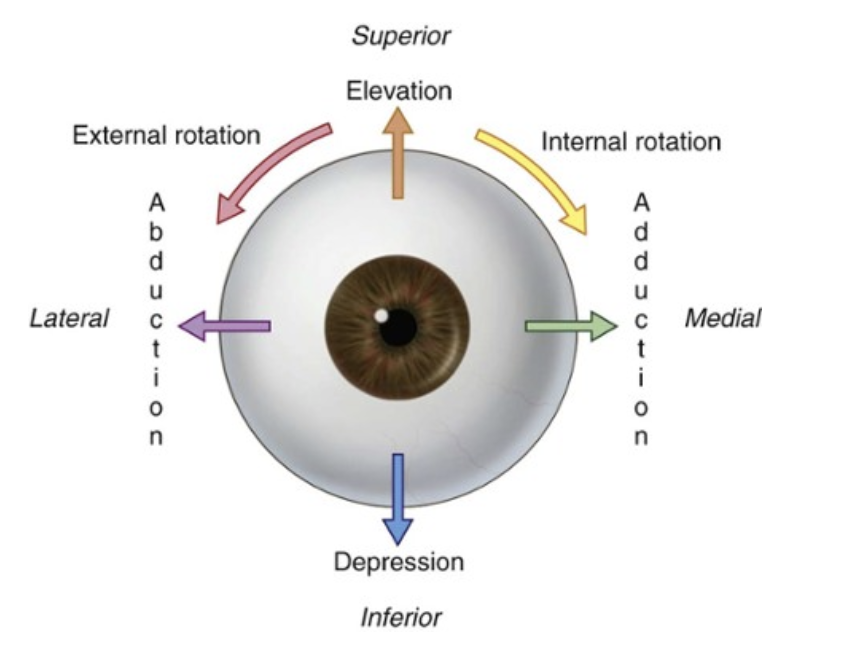 Superior
Elevation
External rotation
Internal rotation
Abduction
Adduction
Lateral
Medial
Depression
Inferior